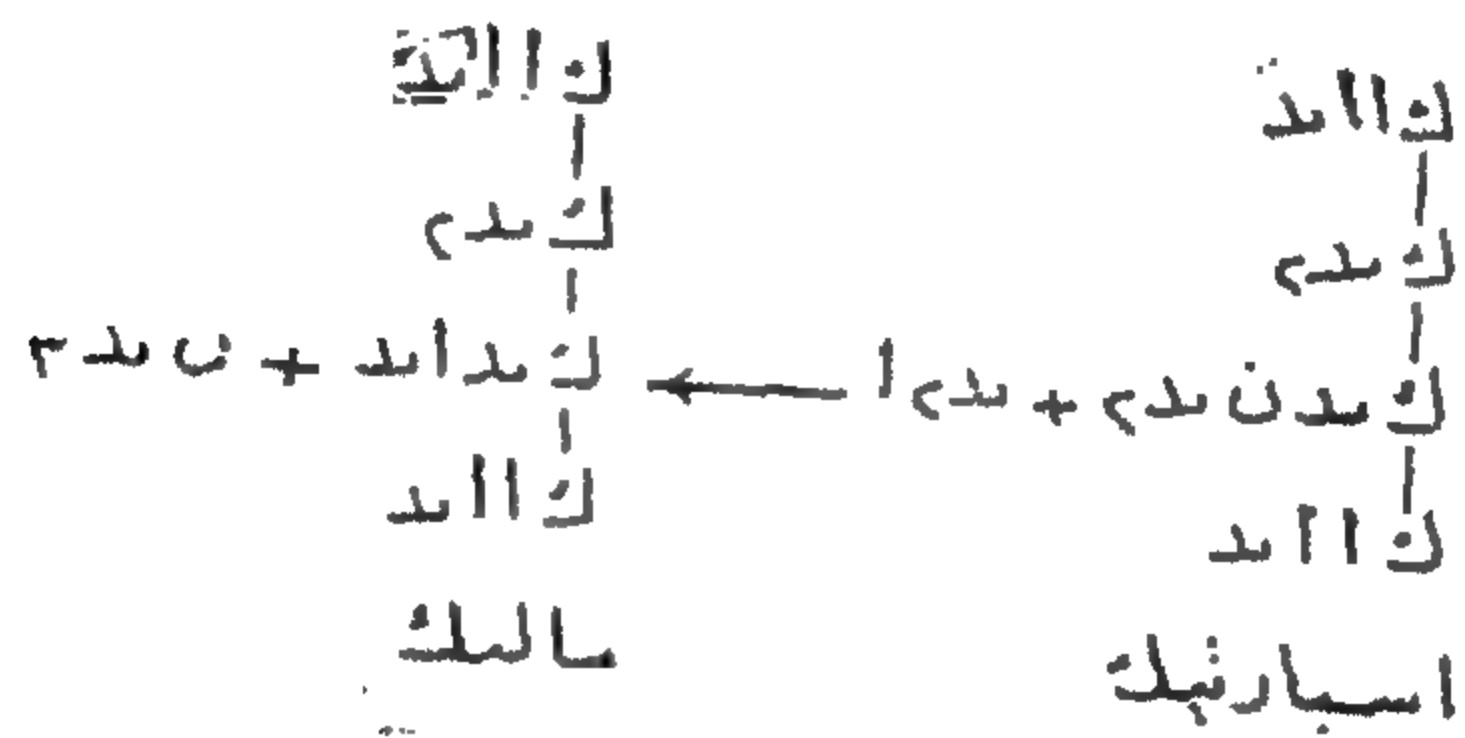 ك ا ا يد
ك ا ا يد
ك يد٢
ك يد٢
ك يد ن يد٢ + يد٢ ا ← ك يد ا يد + ن يد٣
ك ا ا يد
ك ا ا يد
اسبارتيك
ماليك